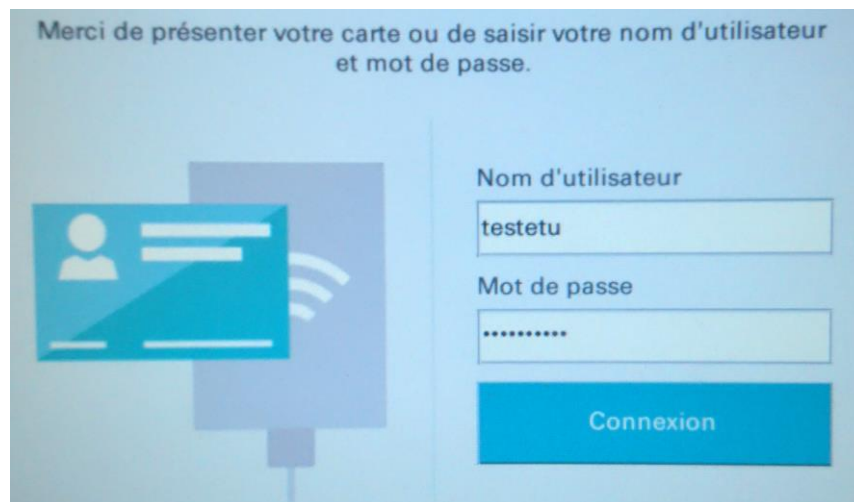 Merci de présenter votre carte ou de saisir votre nom d'utilisateur
et mot de passe.
Nom d'utilisateur
testetu
Mot de passe
••••••••••
Connexion